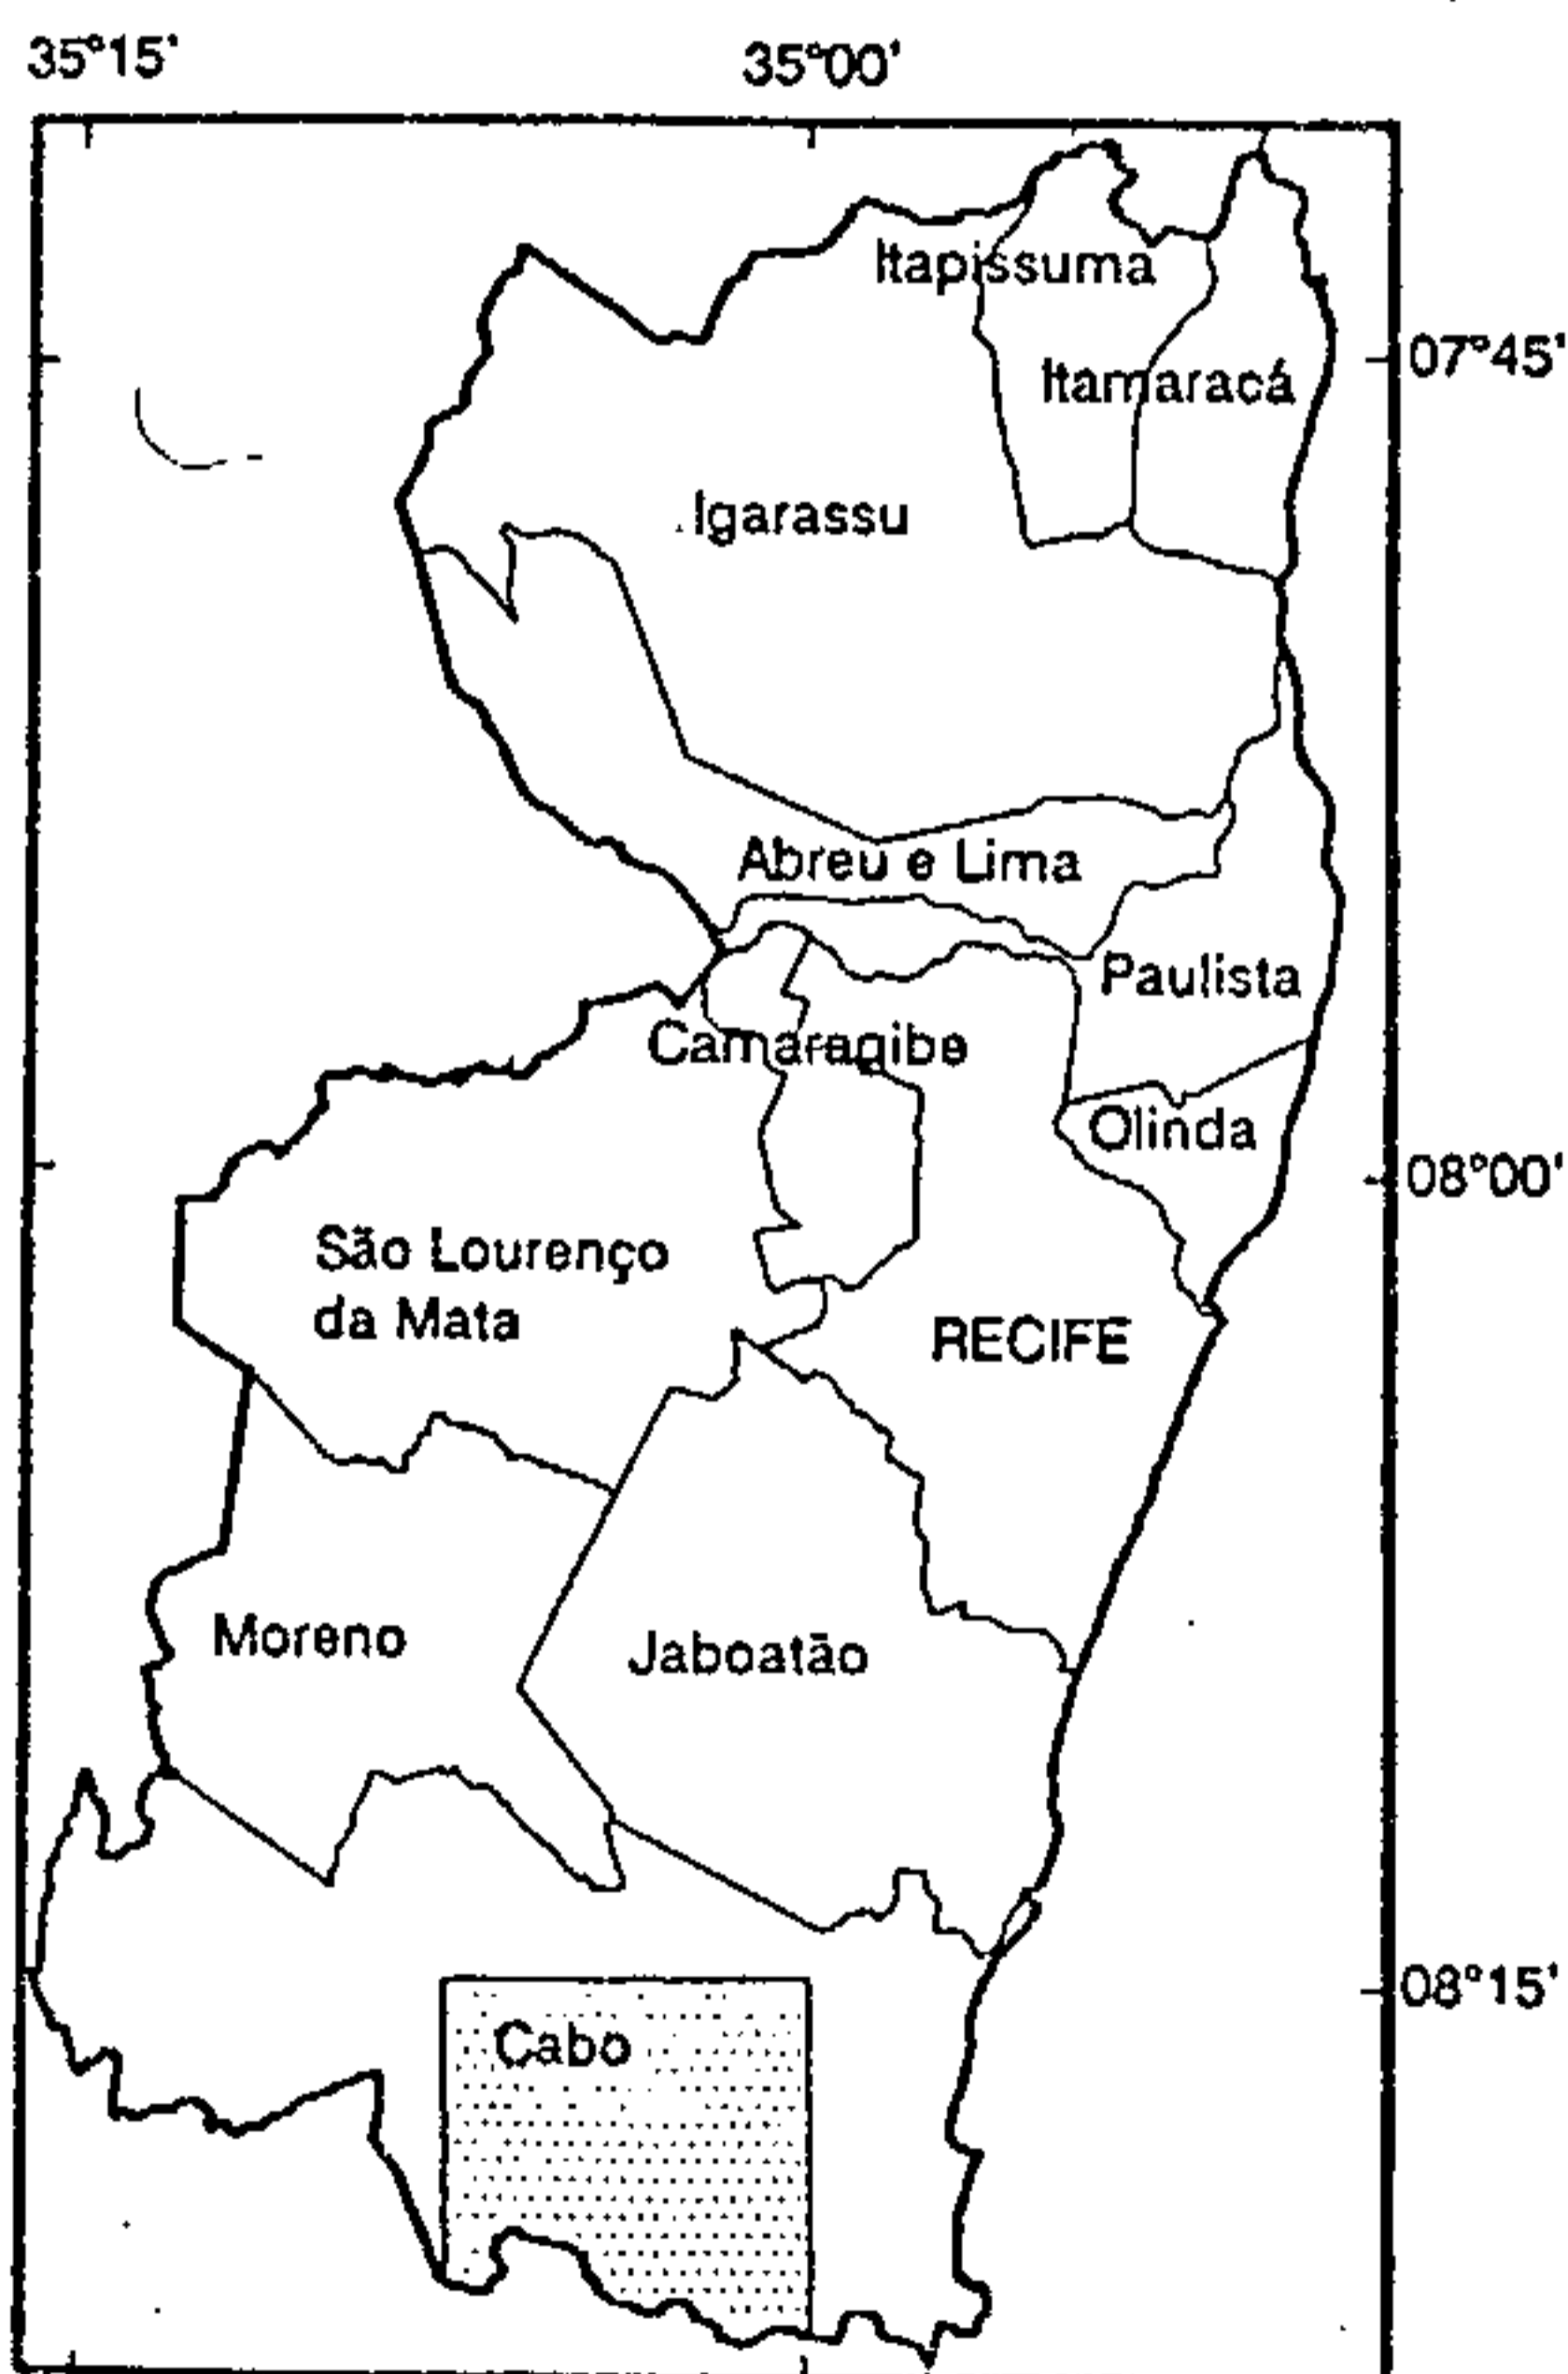 35°15'
35°00'
Itapissuma
07°45'
Itamaracá
Igarassu
Abreu e Lima
Paulista
Camaragibe
Olinda
08°00'
São Lourenço
da Mata
RECIFE
Moreno
Jaboatão
08°15'
Cabo